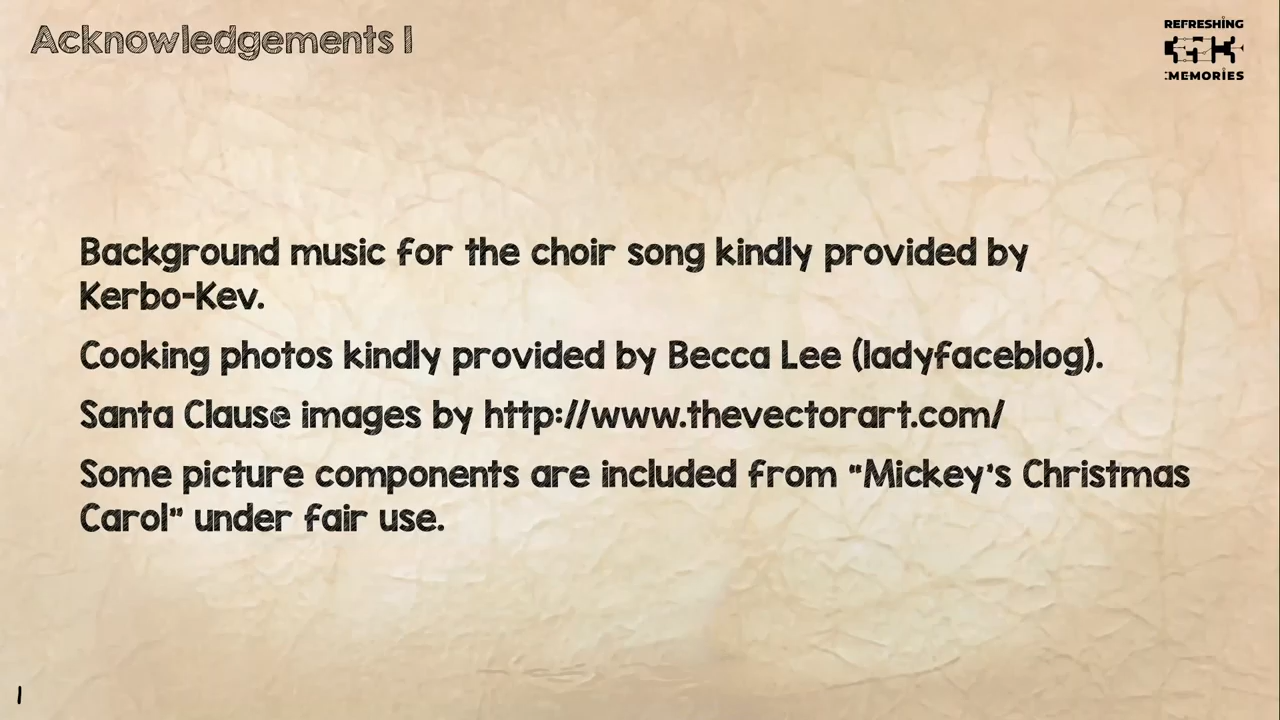 Acknowledgements I
REFRESHING
33C3
MEMORIES
Background music for the choir song kindly provided by
Kerbo-Kev.
Cooking photos kindly provided by Becca Lee (ladyfaceblog).
Santa Clause images by http://www.thevectorart.com/
Some picture components are included from "Mickey's Christmas
Carol" under fair use.
1